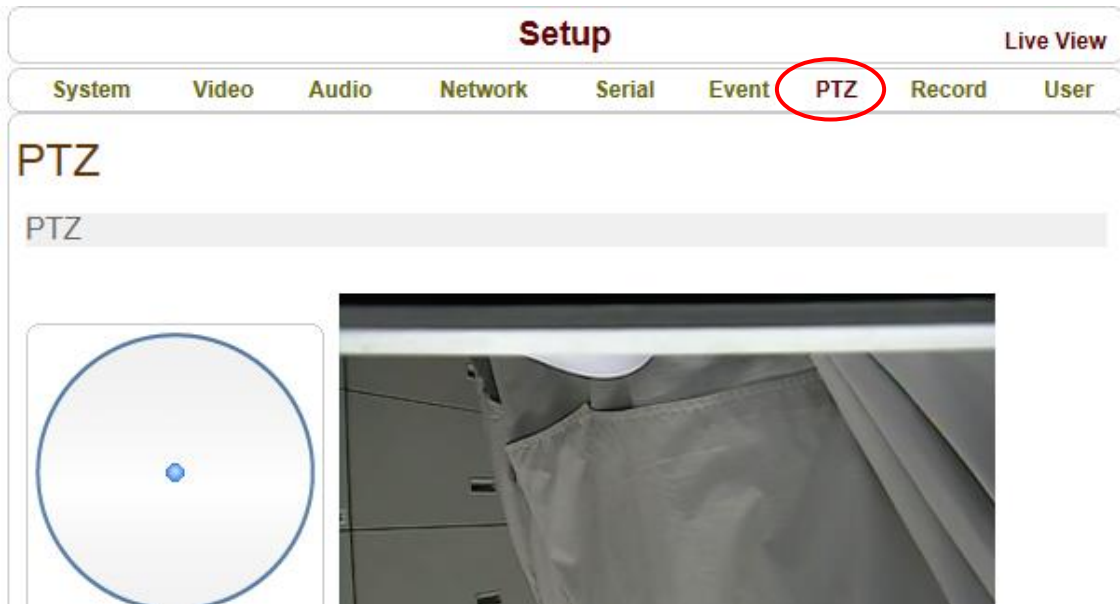 Setup
Live View
System Video Audio Network Serial Event PTZ Record User
PTZ
PTZ